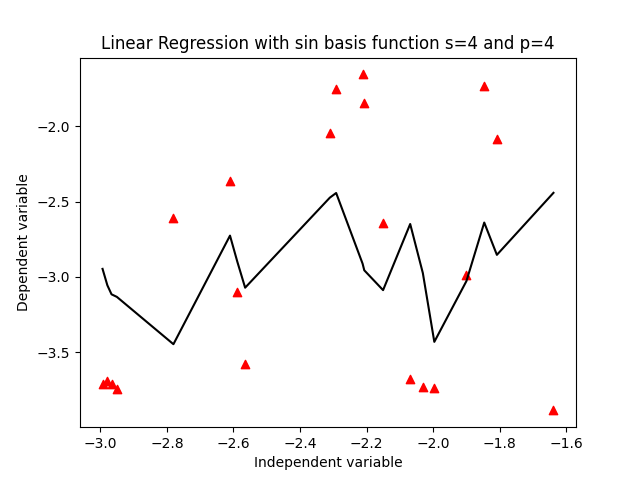 Linear Regression with sin basis function s=4 and p=4
Dependent variable
−2.0
−2.5
−3.0
−3.5
−3.0 −2.8 −2.6 −2.4 −2.2 −2.0 −1.8 −1.6
Independent variable